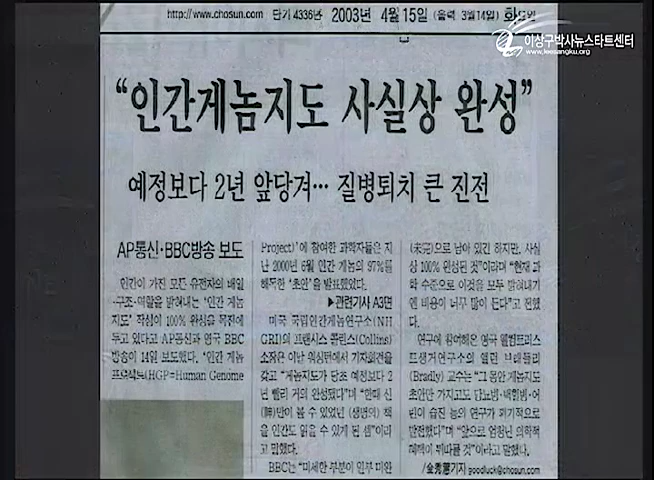 http://www.chosun.com 단기 4336年 2003年 4月 15日 (음력 3월 14일) 화요일
이상구박사뉴스타트센터
www.leesangku.org
“인간게놈지도 사실상 완성”
예정보다 2년 앞당겨… 질병퇴치 큰 진전
AP통신·BBC방송 보도
인간이 가진 모든 유전자의 배열
·구조·역할을 밝혀내는 ‘인간 게놈
지도’ 작성이 100% 완성을 목전에
두고 있다고 AP통신과 영국 BBC
방송이 14일 보도했다. ‘인간 게놈
프로젝트(HGP=Human Genome
Project)’에 참여한 과학자들은 지
난 2000년 6월 인간 게놈의 97%를
해독한 ‘초안’을 발표했었다.
▶관련기사 A3면
미국 국립인간게놈연구소(NH
GRI)의 프랜시스 콜린스(Collins)
소장은 이날 워싱턴에서 기자회견을
갖고 “게놈지도가 당초 예정보다 2
년 빨리 거의 완성됐다”며 “한때 신
(神)만이 볼 수 있었던 (생명의) 책
을 인간도 읽을 수 있게 된 셈”이라
고 말했다.
BBC는 “미세한 부분이 일부 미완
(未完)으로 남아 있긴 하지만, 사실
상 100% 완성된 것”이라며 “현재 과
학 수준으로 이것을 모두 밝혀내기
엔 비용이 너무 많이 든다”고 전했
다.
연구에 참여해온 영국 웰컴트러스
트생거연구소의 앨런 브래들리
(Bradly) 교수는 “그 동안 게놈지도
초안만 가지고도 당뇨병·백혈병·어
린이 습진 등의 연구가 획기적으로
발전했다”며 “앞으로 엄청난 의학적
혜택이 뒤따를 것”이라고 말했다.
/金秀惠기자 goodluck@chosun.com